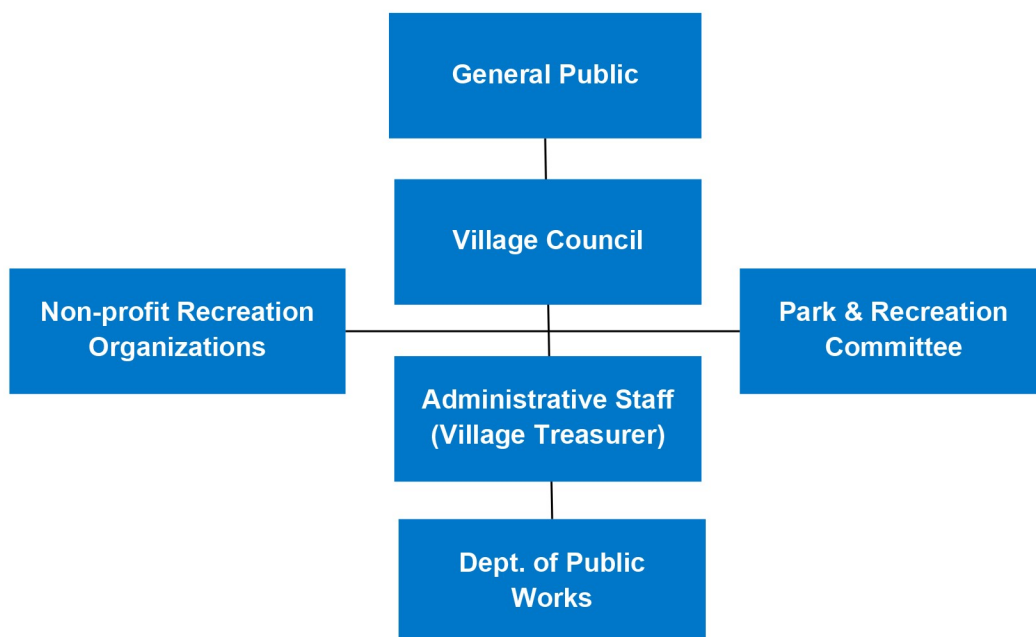 General Public
Village Council
Non-profit Recreation
Organizations
Park & Recreation
Committee
Administrative Staff
(Village Treasurer)
Dept. of Public
Works